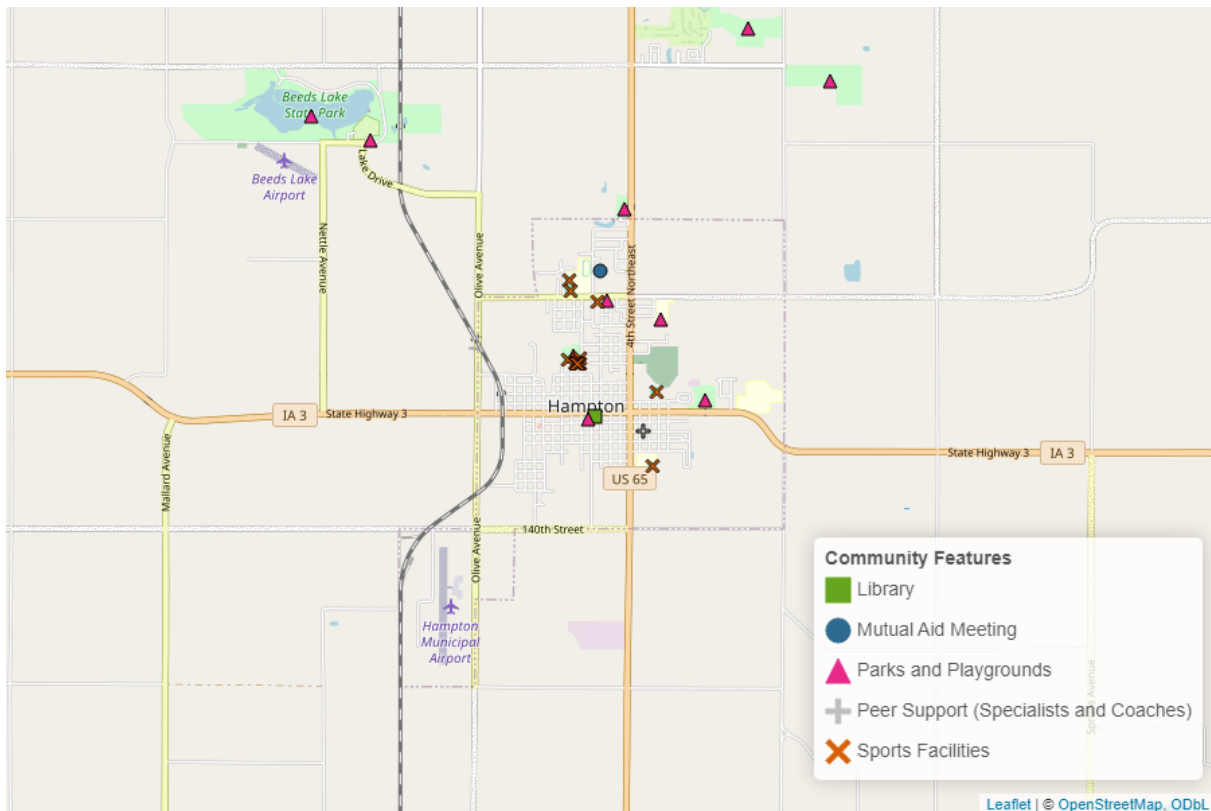 Beeds Lake
State Park
Lake Drive
Beeds Lake
Airport
Nettle Avenue
Olive Avenue
4th Street Northeast
Hampton
IA 3
State Highway 3
State Highway 3
IA 3
Mallard Avenue
US 65
140th Street
Olive Avenue
Hampton
Municipal
Airport
Community Features
Library
Mutual Aid Meeting
Parks and Playgrounds
Peer Support (Specialists and Coaches)
Sports Facilities
Leaflet | © OpenStreetMap, ODbL